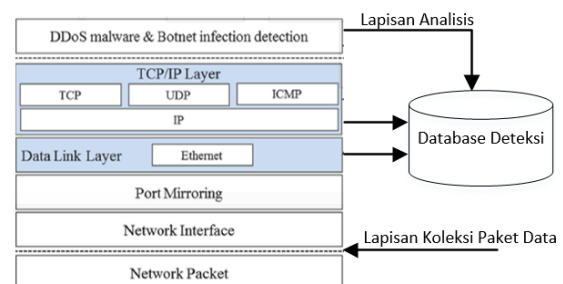 Lapisan Analisis
DDoS malware & Botnet infection detection
TCP/IP Layer
TCP
UDP
ICMP
IP
Database Deteksi
Data Link Layer
Ethernet
Port Mirroring
Network Interface
Lapisan Koleksi Paket Data
Network Packet